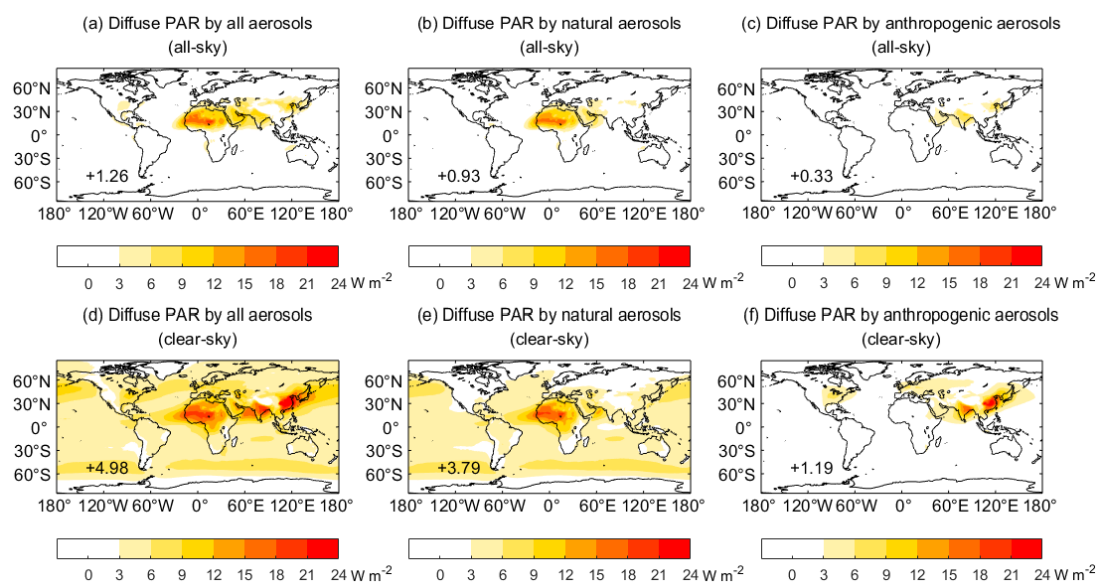 (a) Diffuse PAR by all aerosols
(all-sky)
60°N
30°N
0°
30°S
60°S
+1.26
180°120°W 60°W 0° 60°E 120°E 180°
0 3 6 9 12 15 18 21 24 W m-2
(b) Diffuse PAR by natural aerosols
(all-sky)
60°N
30°N
0°
30°S
60°S
+0.93
180°120°W 60°W 0° 60°E 120°E 180°
0 3 6 9 12 15 18 21 24 W m-2
(c) Diffuse PAR by anthropogenic aerosols
(all-sky)
60°N
30°N
0°
30°S
60°S
+0.33
180°120°W 60°W 0° 60°E 120°E 180°
0 3 6 9 12 15 18 21 24 W m-2
(d) Diffuse PAR by all aerosols
(clear-sky)
60°N
30°N
0°
30°S
60°S
+4.98
180°120°W 60°W 0° 60°E 120°E 180°
0 3 6 9 12 15 18 21 24 W m-2
(e) Diffuse PAR by natural aerosols
(clear-sky)
60°N
30°N
0°
30°S
60°S
+3.79
180°120°W 60°W 0° 60°E 120°E 180°
0 3 6 9 12 15 18 21 24 W m-2
(f) Diffuse PAR by anthropogenic aerosols
(clear-sky)
60°N
30°N
0°
30°S
60°S
+1.19
180°120°W 60°W 0° 60°E 120°E 180°
0 3 6 9 12 15 18 21 24 W m-2